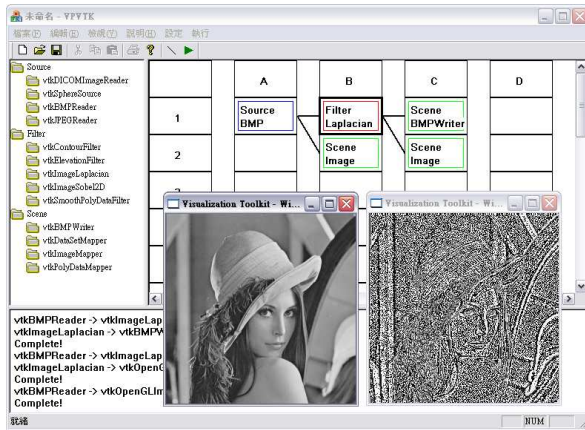 未命名 - VPVTK
檔案(F) 編輯(E) 檢視(V) 說明(H) 設定 執行
Source
vtkDICOMImageReader
vtkSphereSource
vtkBMPReader
vtkJPEGReader
Filter
vtkContourFilter
vtkElevationFilter
vtkImageLaplacian
vtkImageSobel2D
vtkSmoothPolyDataFilter
Scene
vtkBMPWriter
vtkDataSetMapper
vtkImageMapper
vtkPolyDataMapper
A B C D
1
Source
BMP
Filter
Laplacian
Scene
BMPWriter
2
Scene
Image
Scene
Image
Visualization Toolkit - Wi...
Visualization Toolkit - Wi...
vtkBMPReader -> vtkImageLap
vtkImageLaplacian -> vtkBMPW
Complete!
vtkBMPReader -> vtkImageLap
vtkImageLaplacian -> vtkOpenG
Complete!
vtkBMPReader -> vtkOpenGLIm
Complete!
就緒
NUM